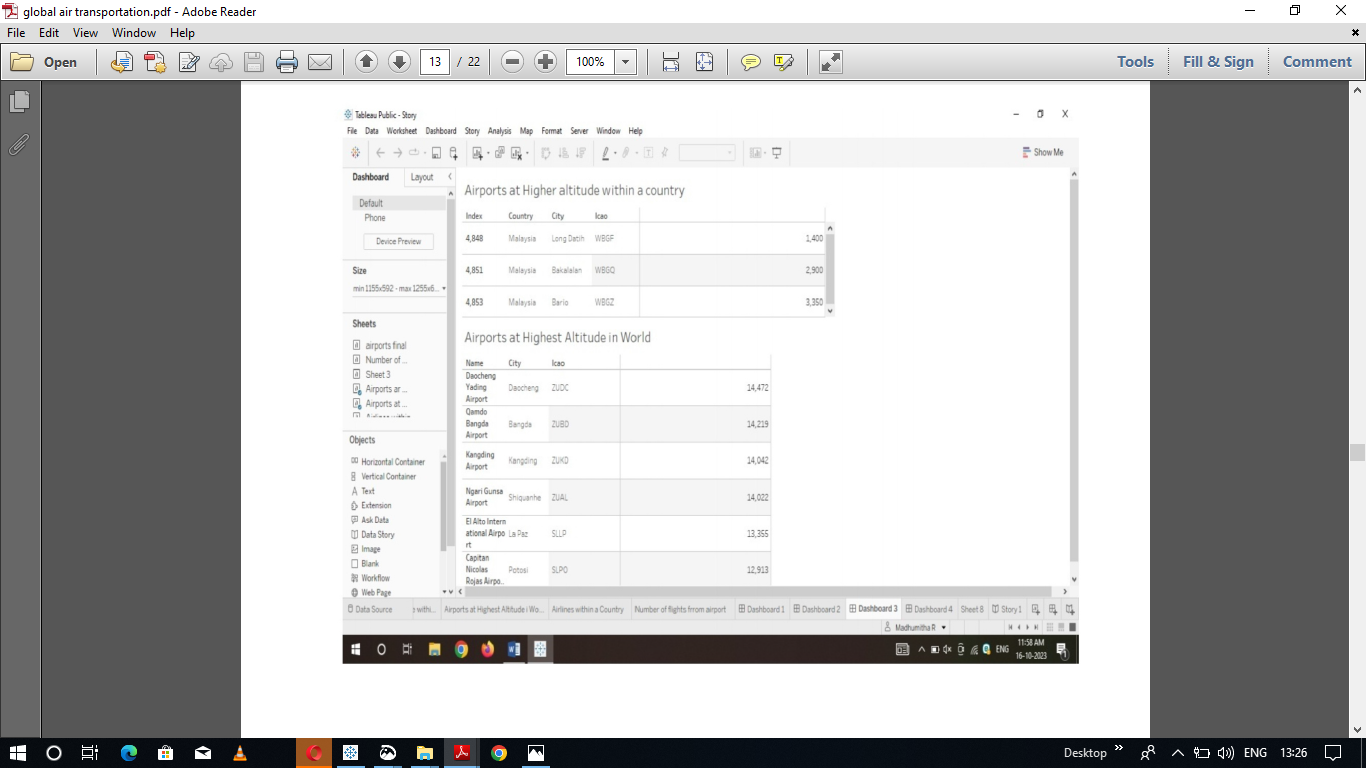 global air transportation.pdf - Adobe Reader
File Edit View Window Help
Open 13 / 22 100% Tools Fill & Sign Comment
Tableau Public - Story
File Data Worksheet Dashboard Story Analysis Map Format Server Window Help
Show Me
Dashboard Layout
Default
Phone
Device Preview
Size
min 1155x592 - max 1255x6...
Sheets
airports final
Number of ...
Sheet 3
Airports ar ...
Airports at ...
Airlines within
Objects
Horizontal Container
Vertical Container
Text
Extension
Ask Data
Data Story
Image
Blank
Workflow
Web Page
Airports at Higher altitude within a country
Index Country City Icao
4,848 Malaysia Long Datih WBGF 1,400
4,851 Malaysia Bakalalan WBGQ 2,900
4,853 Malaysia Bario WBGZ 3,350
Airports at Highest Altitude in World
Name City Icao
Daocheng
Yading
Airport
Daocheng ZUDC 14,472
Qamdo
Bangda
Airport
Bangda ZUBD 14,219
Kangding
Airport
Kangding ZUKD 14,042
Ngari Gunsa
Airport
Shiquanhe ZUAL 14,022
El Alto Intern
ational Airpo
rt
La Paz SLLP 13,355
Capitan
Nicolas
Rojas Airpo..
Potosi SLPO 12,913
Data Source e withi... Airports at Highest Altitude i Wo... Airlines within a Country Number of flights frrom airport Dashboard 1 Dashboard 2 Dashboard 3 Dashboard 4 Sheet 8 Story 1
Madhumitha R
ENG
11:58 AM
16-10-2023
1
Desktop ENG 13:26